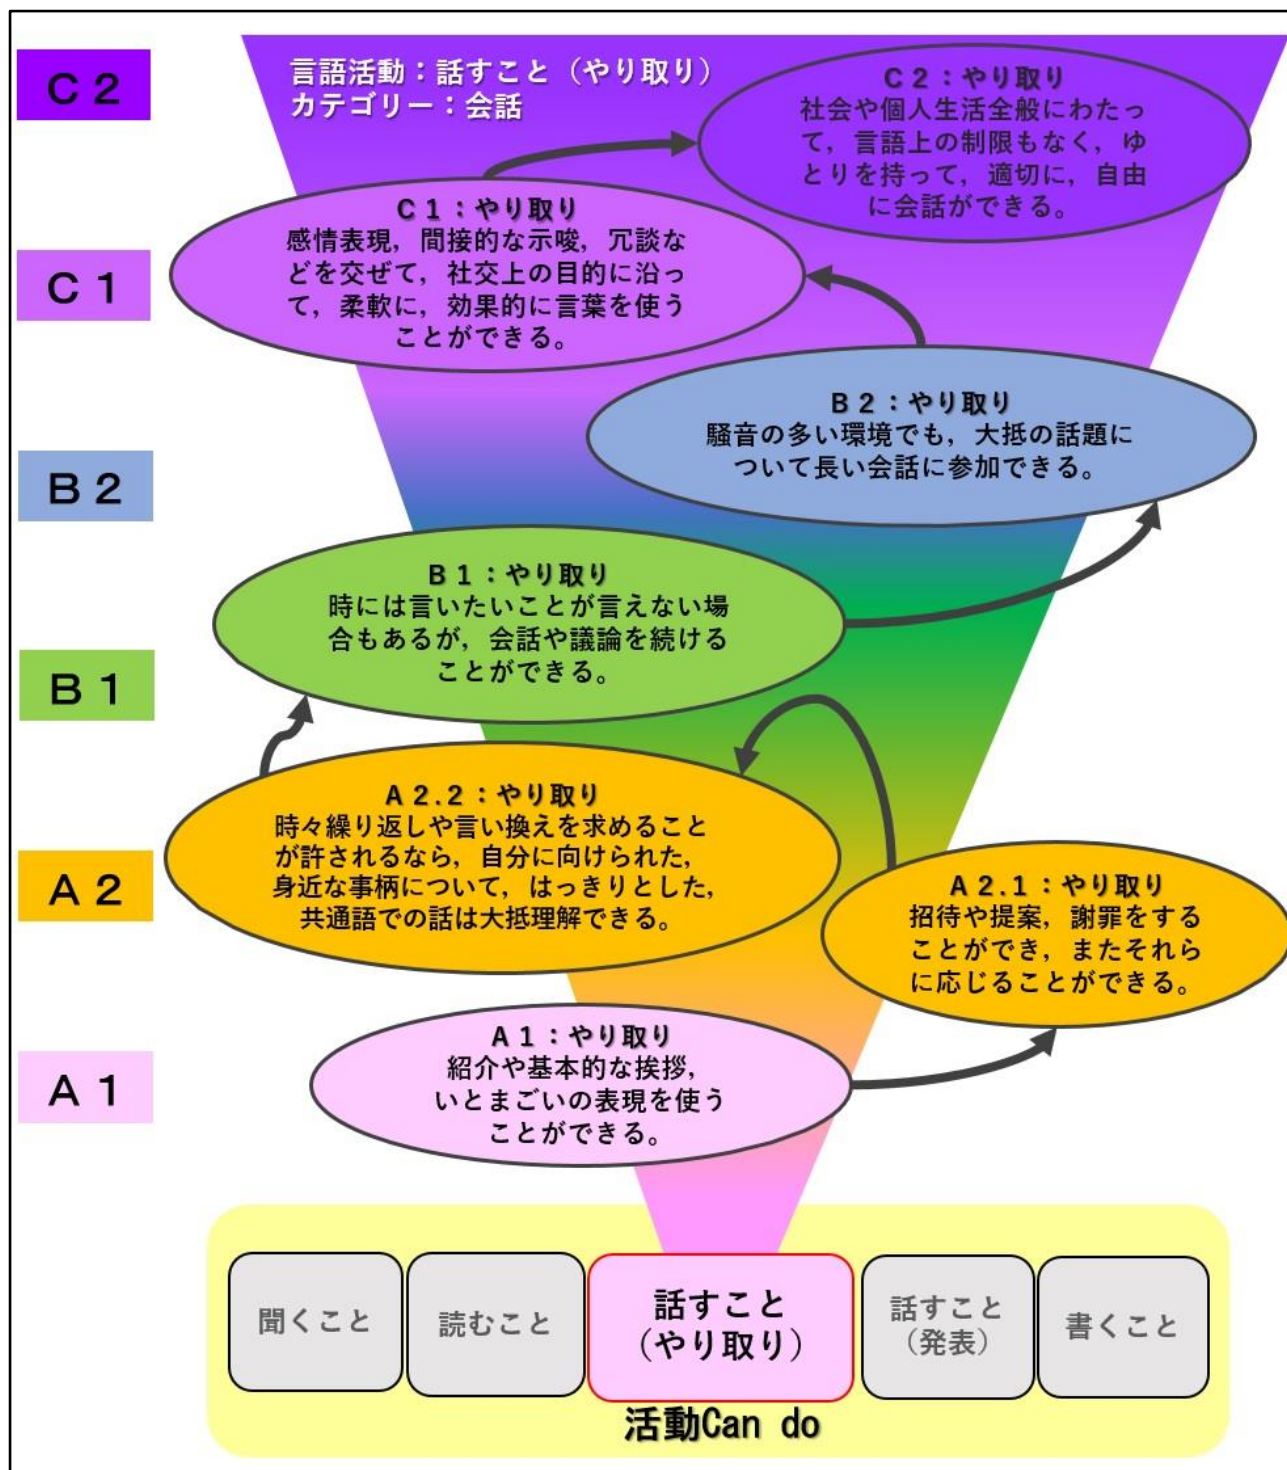 言語活動：話すこと（やり取り）
カテゴリー：会話
C２
C２：やり取り
社会や個人生活全般にわたっ
て，言語上の制限もなく，ゆ
とりを持って，適切に，自由
に会話ができる。
C１
C１：やり取り
感情表現，間接的な示唆，冗談な
どを交ぜて，社交上の目的に沿っ
て，柔軟に，効果的に言葉を使う
ことができる。
B２
B２：やり取り
騒音の多い環境でも，大抵の話題に
ついて長い会話に参加できる。
B１
B１：やり取り
時には言いたいことが言えない場
合もあるが，会話や議論を続ける
ことができる。
A２
A２.２：やり取り
時々繰り返しや言い換えを求めること
が許されるなら，自分に向けられた，
身近な事柄について，はっきりとした，
共通語での話は大抵理解できる。
A２.１：やり取り
招待や提案，謝罪をする
ことができ，またそれら
に応じることができる。
A１
A１：やり取り
紹介や基本的な挨拶，
いとまごいの表現を使う
ことができる。
聞くこと
読むこと
話すこと
（やり取り）
話すこと
（発表）
書くこと
活動Can do